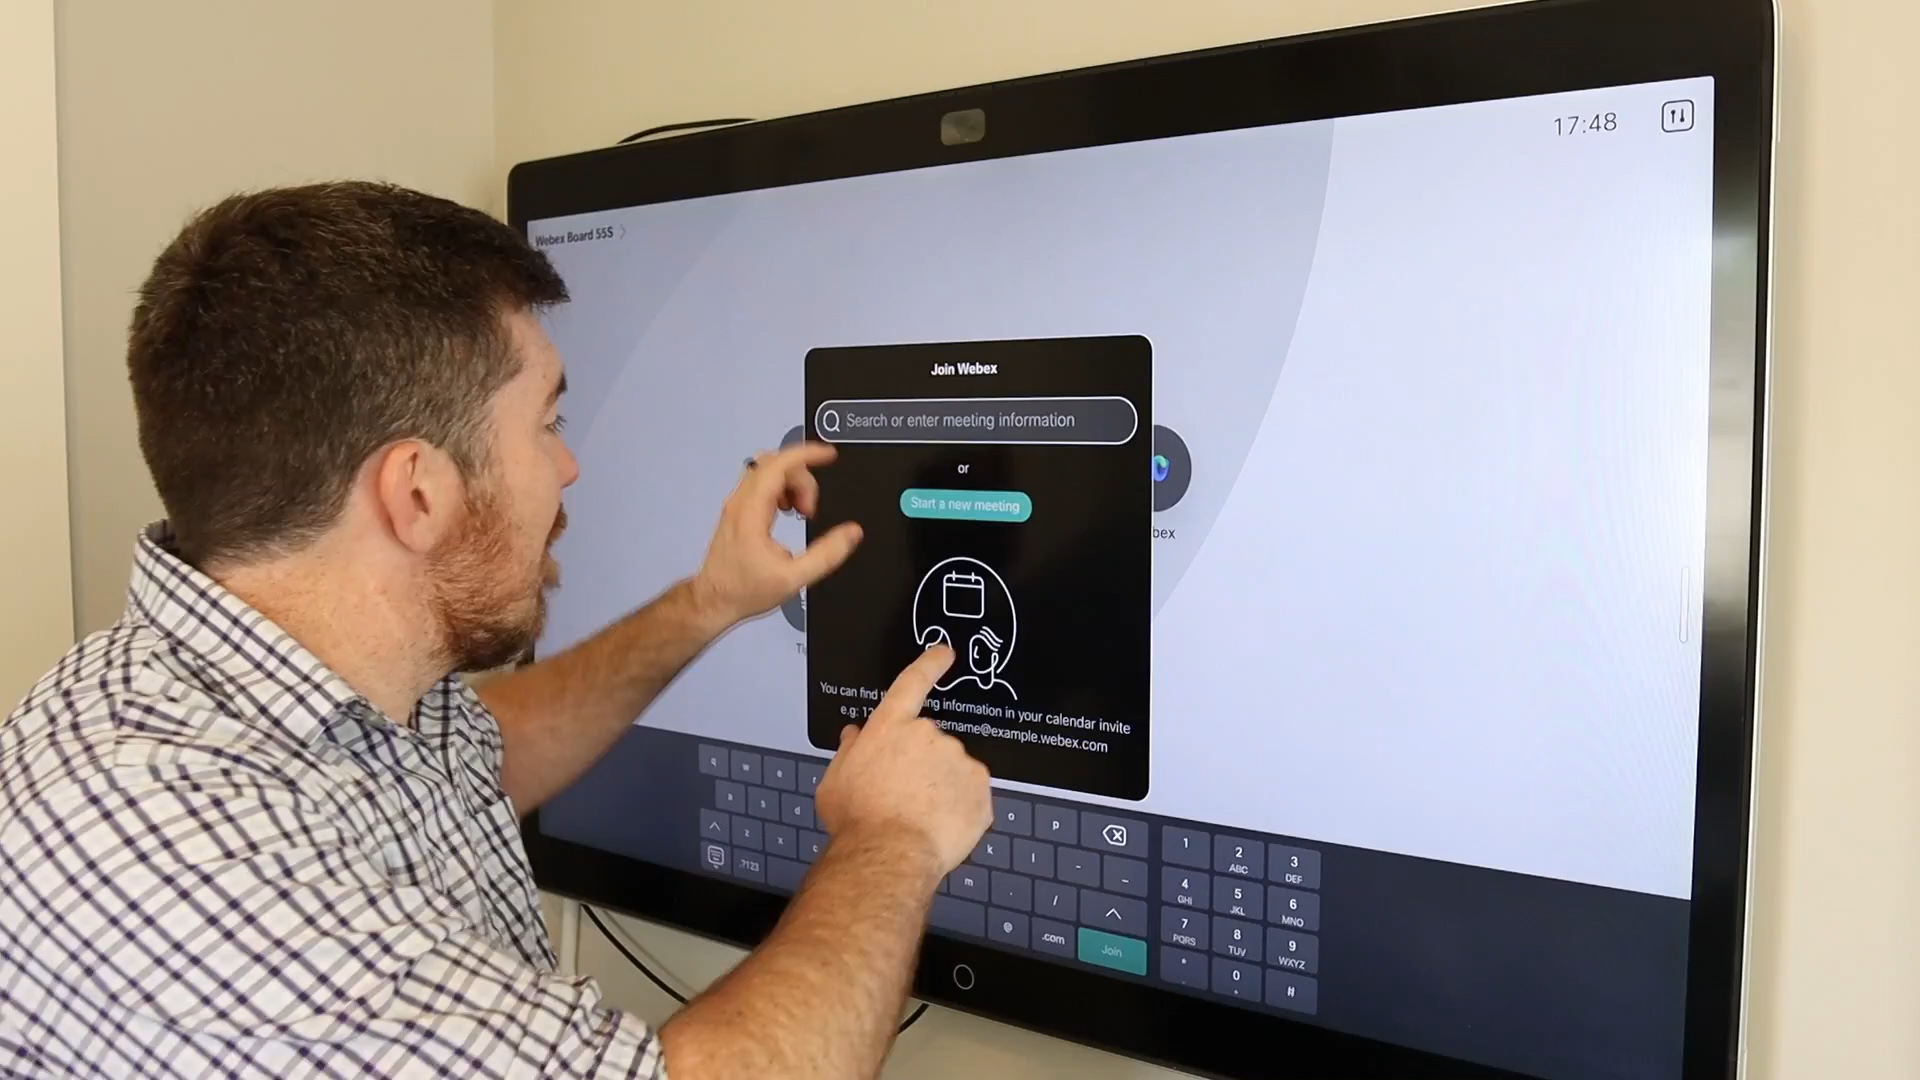 17:48
Webex Board 55S
Join Webex
Search or enter meeting information
or
Start a new meeting
bex
You can find
information in your calendar invite
e.g:
username@example.webex.com
q w e r
o p
a s d
k l - _
z x c
m . /
.?123
@ .com Join
1 2 ABC 3 DEF
4 GHI 5 JKL 6 MNO
7 PQRS 8 TUV 9 WXYZ
* 0 #